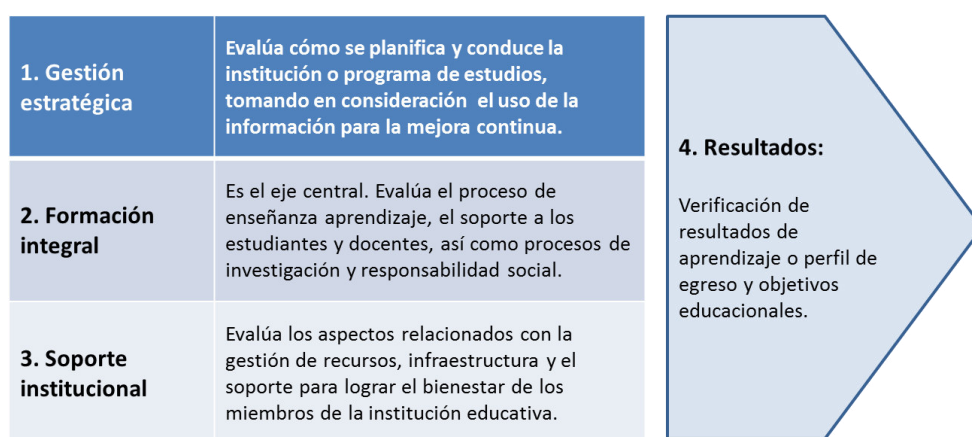 1. Gestión
estratégica
Evalúa cómo se planifica y conduce la
institución o programa de estudios,
tomando en consideración el uso de la
información para la mejora continua.
2. Formación
integral
Es el eje central. Evalúa el proceso de
enseñanza aprendizaje, el soporte a los
estudiantes y docentes, así como procesos de
investigación y responsabilidad social.
3. Soporte
institucional
Evalúa los aspectos relacionados con la
gestión de recursos, infraestructura y el
soporte para lograr el bienestar de los
miembros de la institución educativa.
4. Resultados:
Verificación de
resultados de
aprendizaje o perfil de
egreso y objetivos
educacionales.